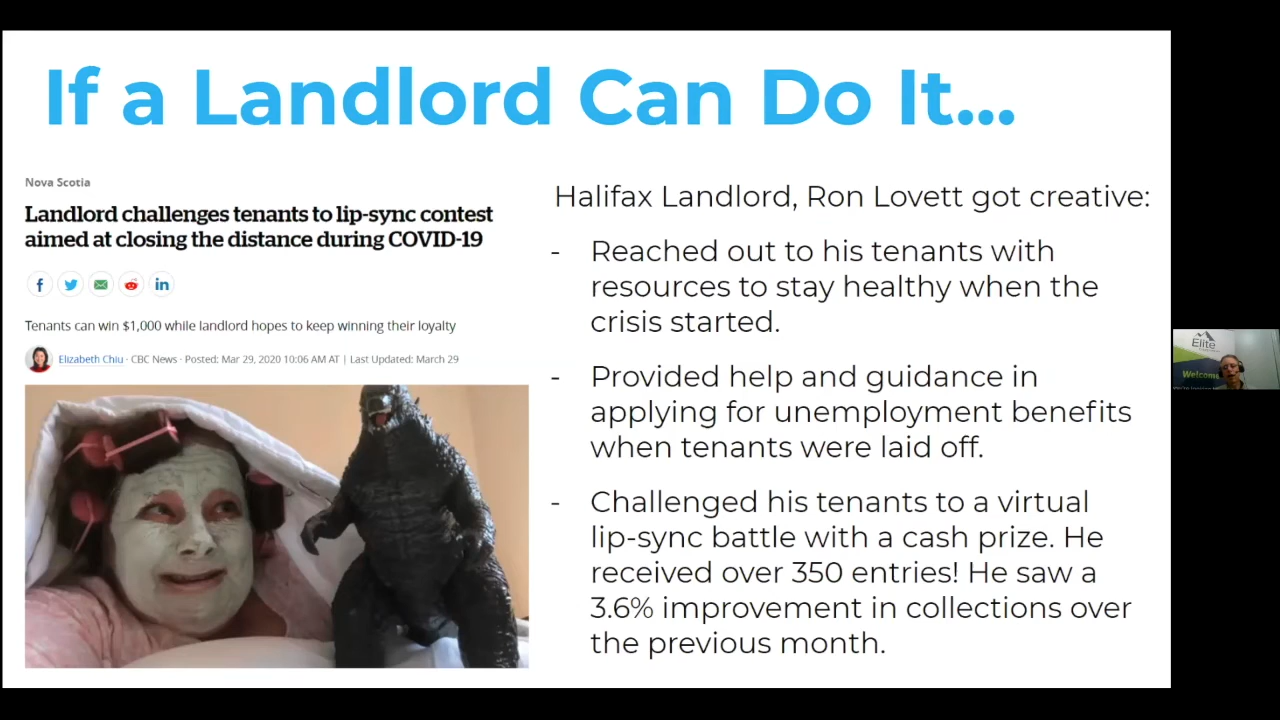 If a Landlord Can Do It...
Nova Scotia
Landlord challenges tenants to lip-sync contest
aimed at closing the distance during COVID-19
Tenants can win $1,000 while landlord hopes to keep winning their loyalty
Elizabeth Chiu · CBC News · Posted: Mar 29, 2020 10:06 AM AT | Last Updated: March 29
Halifax Landlord, Ron Lovett got creative:
- Reached out to his tenants with
resources to stay healthy when the
crisis started.
- Provided help and guidance in
applying for unemployment benefits
when tenants were laid off.
- Challenged his tenants to a virtual
lip-sync battle with a cash prize. He
received over 350 entries! He saw a
3.6% improvement in collections over
the previous month.
Elite